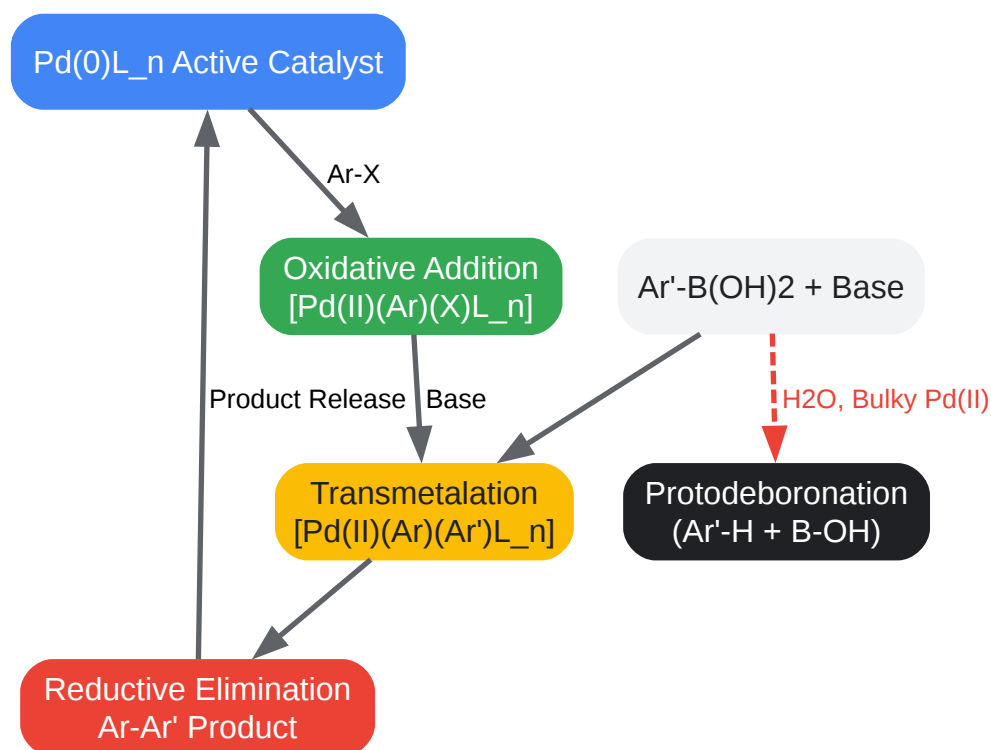 Pd(0)L_n Active Catalyst
Ar-X
Oxidative Addition
[Pd(II)(Ar)(X)L_n]
Ar'-B(OH)2 + Base
Product Release
Base
H2O, Bulky Pd(II)
Transmetalation
[Pd(II)(Ar)(Ar')L_n]
Protodeboronation
(Ar'-H + B-OH)
Reductive Elimination
Ar-Ar' Product